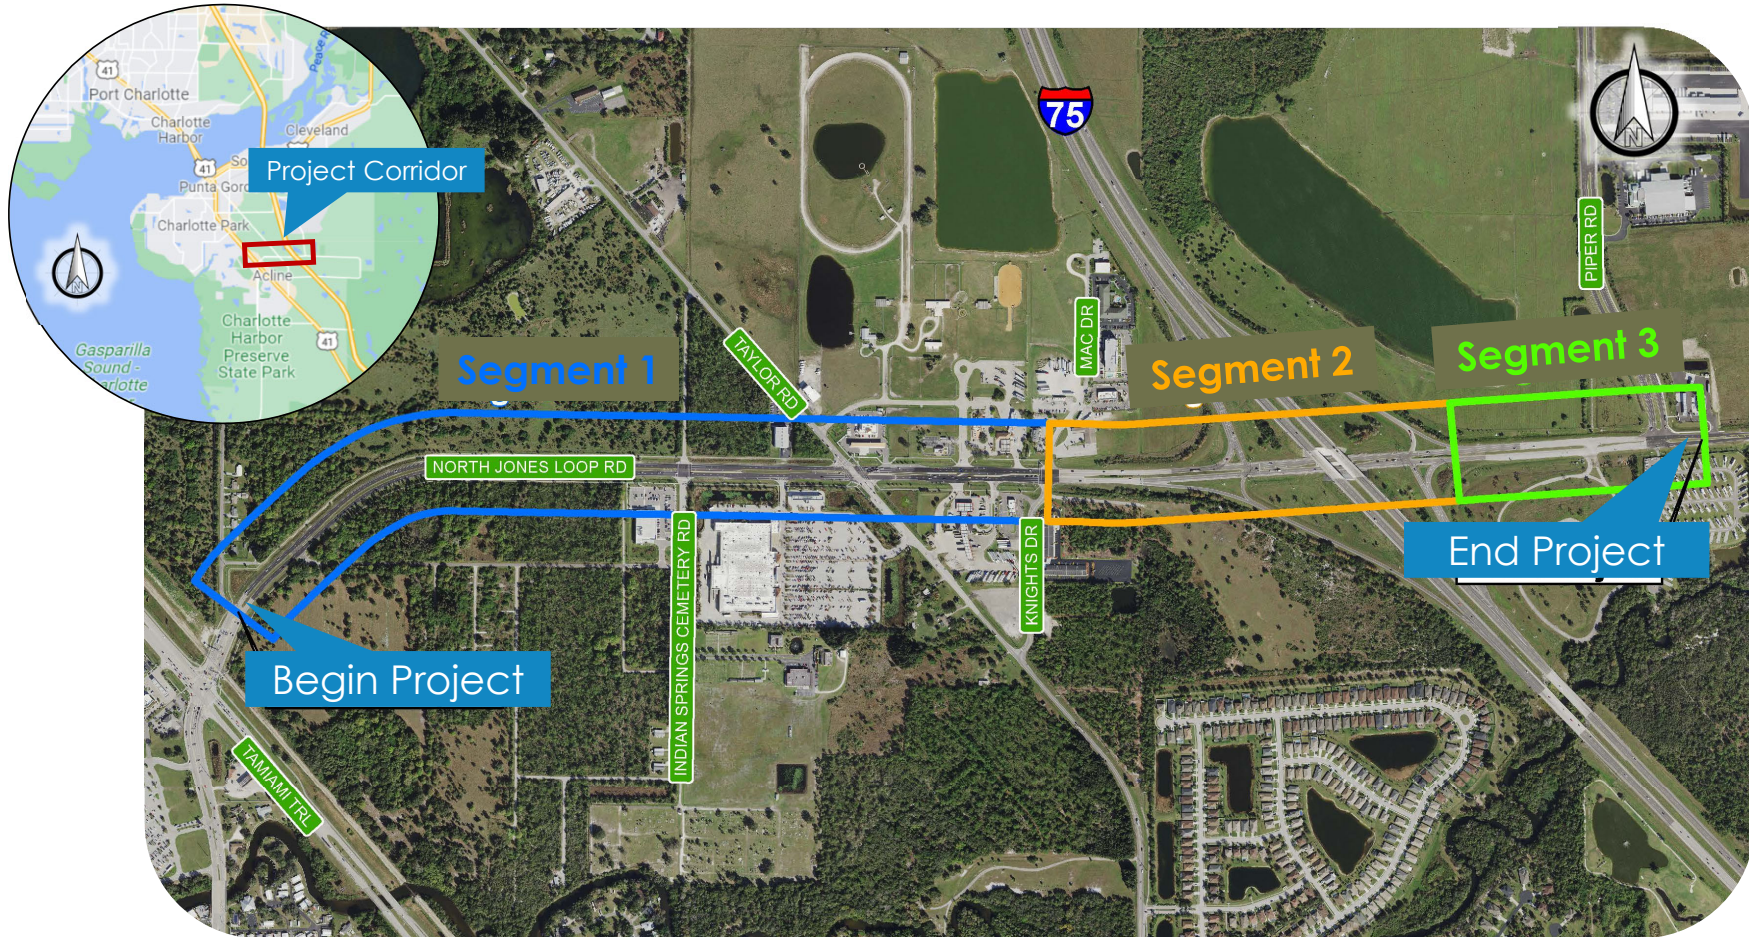 41
Port Charlotte
Charlotte
Harbor
Cleveland
Peace
41
So
Punta Gord
Project Corridor
Charlotte Park
N
Acline
Charlotte
Harbor
Preserve
State Park
41
Gasparilla
Sound -
arlotte
75
N
PIPER RD
MAC DR
TAYLOR RD
Segment 1
Segment 2
Segment 3
NORTH JONES LOOP RD
INDIAN SPRINGS CEMETERY RD
KNIGHTS DR
End Project
Begin Project
TAMIAMI TRL